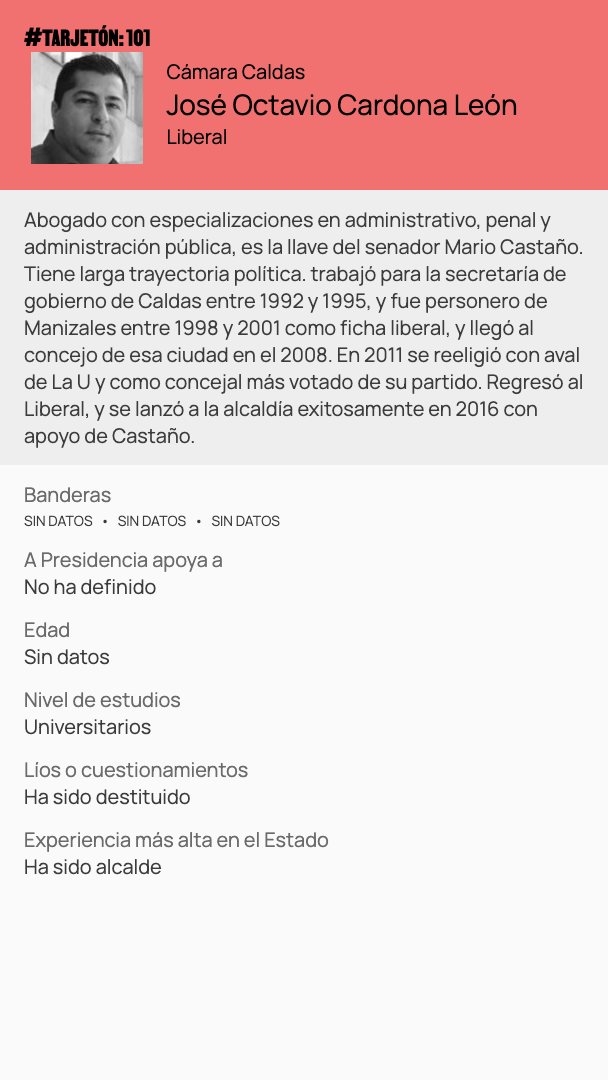 #TARJETÓN: 101
Cámara Caldas
José Octavio Cardona León
Liberal
Abogado con especializaciones en administrativo, penal y
administración pública, es la llave del senador Mario Castaño.
Tiene larga trayectoria política. trabajó para la secretaría de
gobierno de Caldas entre 1992 y 1995, y fue personero de
Manizales entre 1998 y 2001 como ficha liberal, y llegó al
concejo de esa ciudad en el 2008. En 2011 se reeligió con aval
de La U y como concejal más votado de su partido. Regresó al
Liberal, y se lanzó a la alcaldía exitosamente en 2016 con
apoyo de Castaño.
Banderas
SIN DATOS • SIN DATOS • SIN DATOS
A Presidencia apoya a
No ha definido
Edad
Sin datos
Nivel de estudios
Universitarios
Líos o cuestionamientos
Ha sido destituido
Experiencia más alta en el Estado
Ha sido alcalde